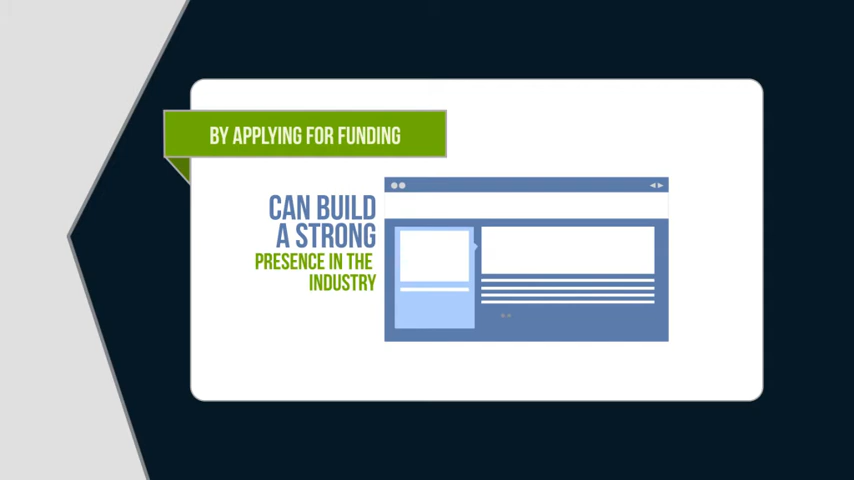 BY APPLYING FOR FUNDING
CAN BUILD
A STRONG
PRESENCE IN THE
INDUSTRY